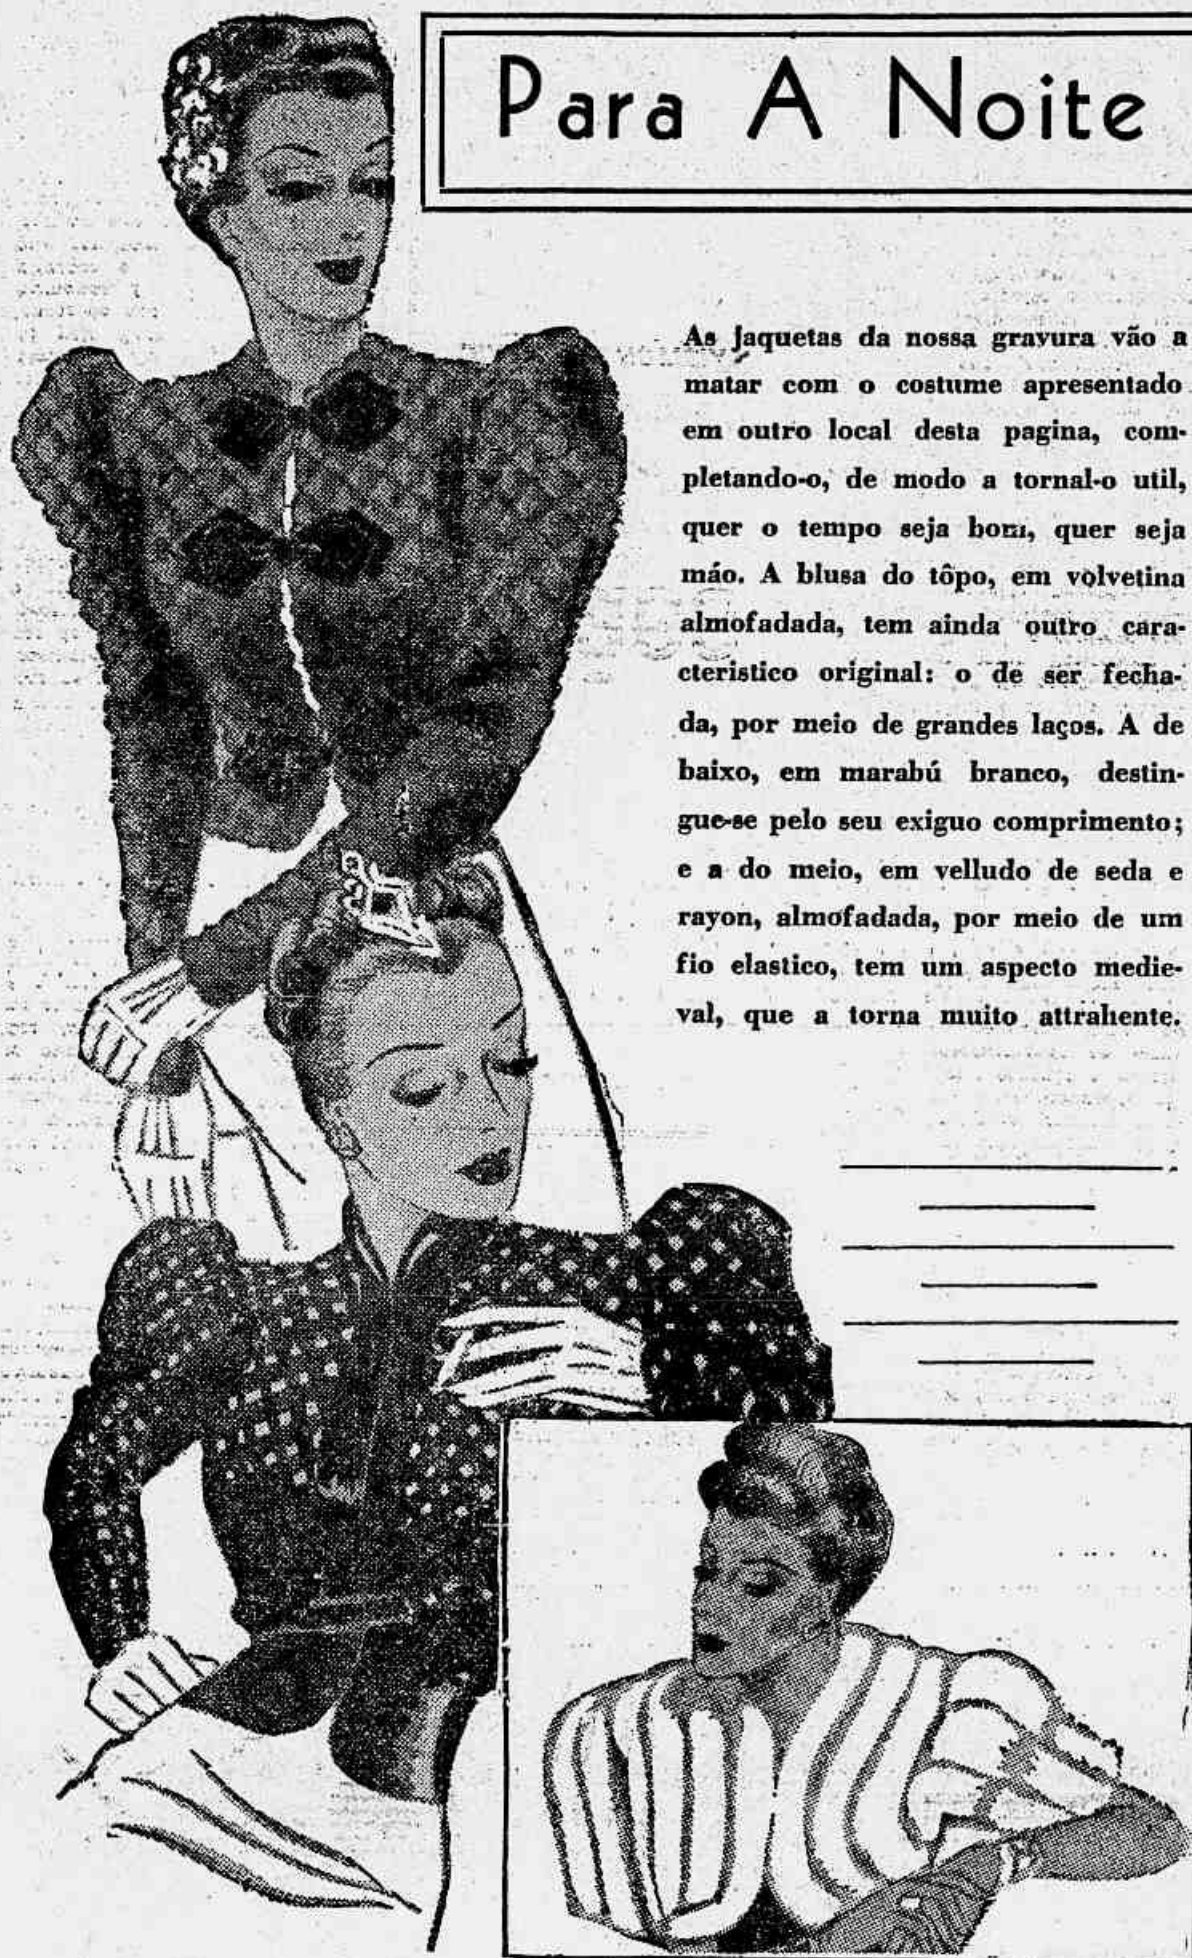 Para A Noite
As jaquetas da nossa gravura vão a
matar com o costume apresentado
em outro local desta pagina, com-
pletando-o, de modo a tornal-o util,
quer o tempo seja bom, quer seja
máo. A blusa do tôpo, em volvetina
almofadada, tem ainda outro cara-
cteristico original: o de ser fecha-
da, por meio de grandes laços. A de
baixo, em marabú branco, destin-
gue-se pelo seu exiguo comprimento;
e a do meio, em velludo de seda e
rayon, almofadada, por meio de um
fio elastico, tem um aspecto medie-
val, que a torna muito attrahente.